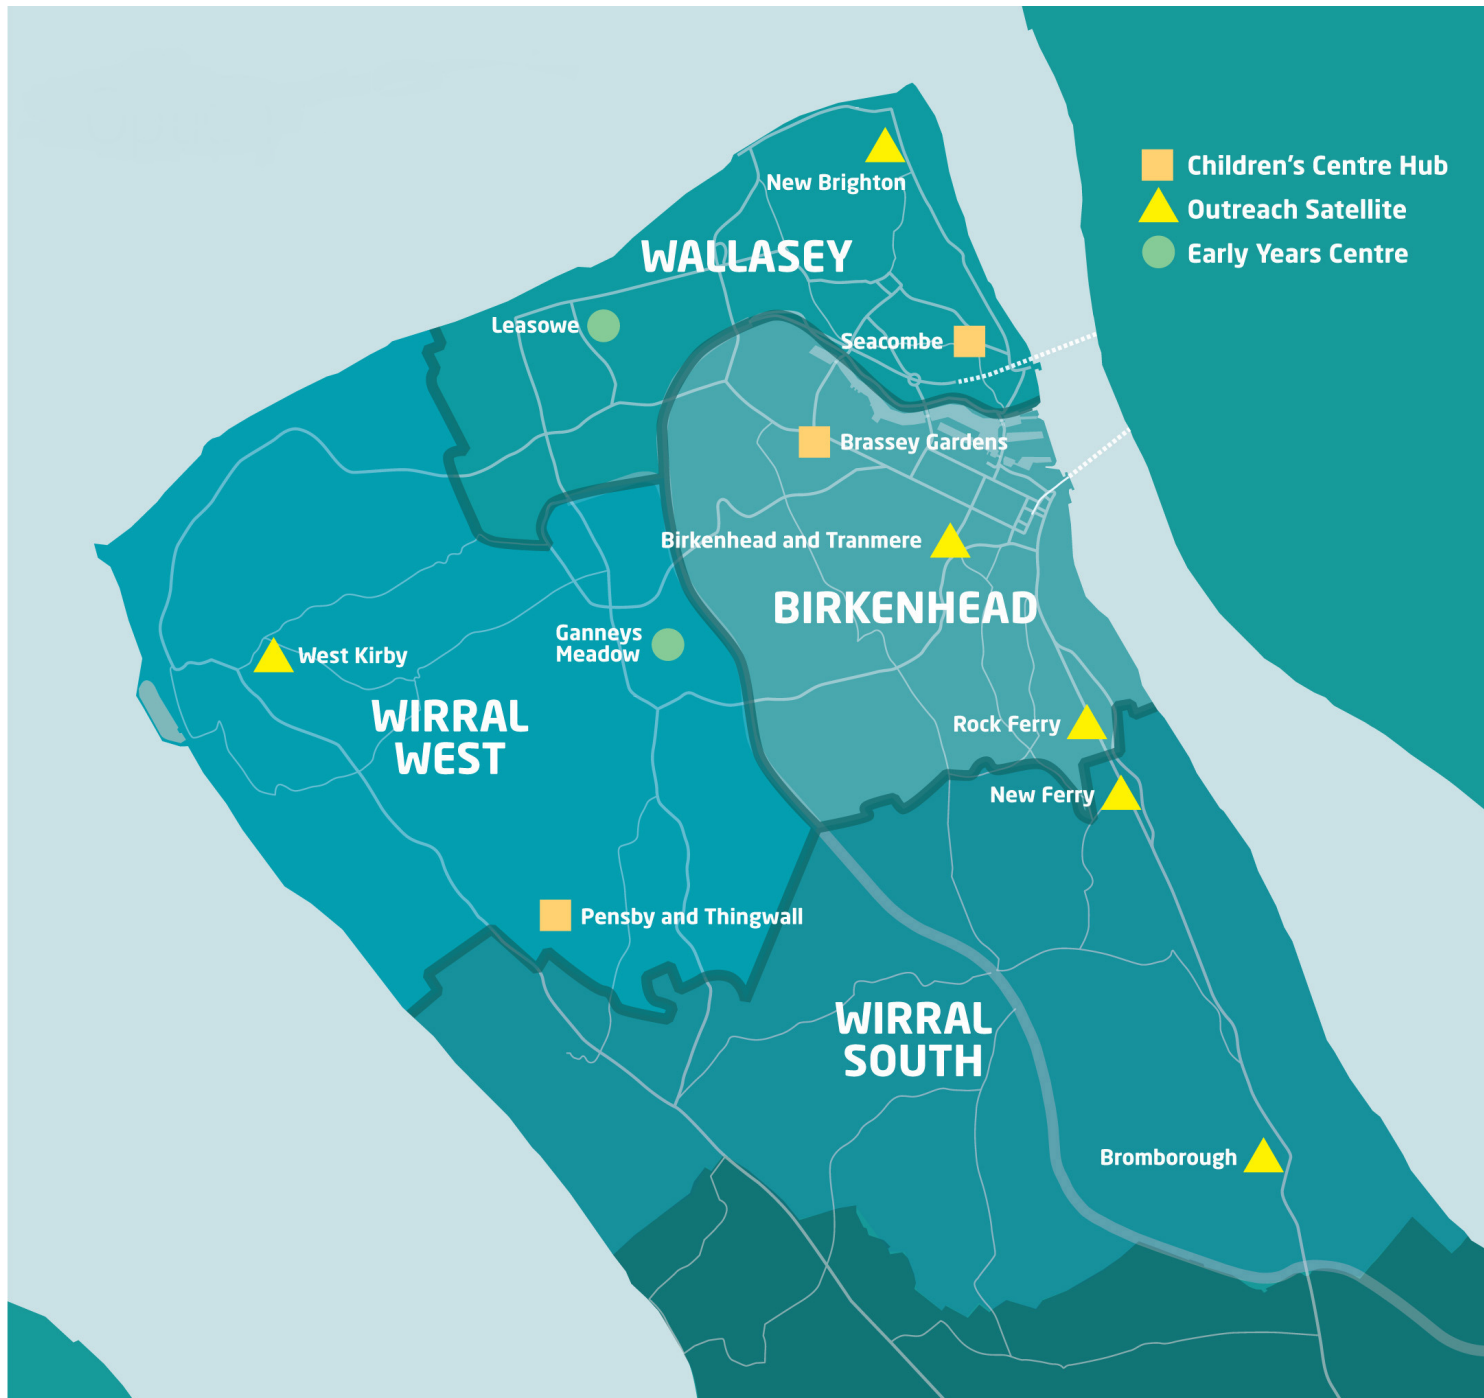 Children's Centre Hub
Outreach Satellite
Early Years Centre
New Brighton
WALLASEY
Leasowe
Seacombe
Brassey Gardens
Birkenhead and Tranmere
BIRKENHEAD
Ganneys
Meadow
West Kirby
WIRRAL
WEST
Rock Ferry
New Ferry
Pensby and Thingwall
WIRRAL
SOUTH
Bromborough